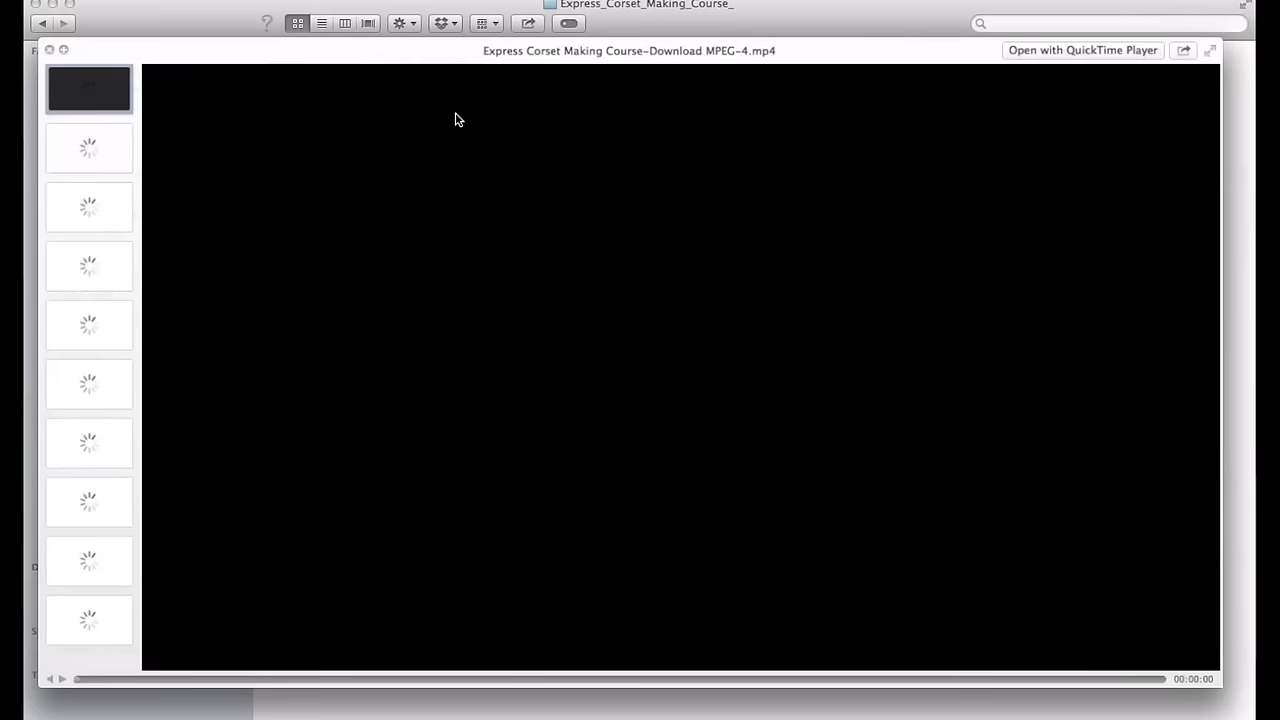 Express_Corset_Making_Course_
Express Corset Making Course-Download MPEG-4.mp4
Open with QuickTime Player
00:00:00